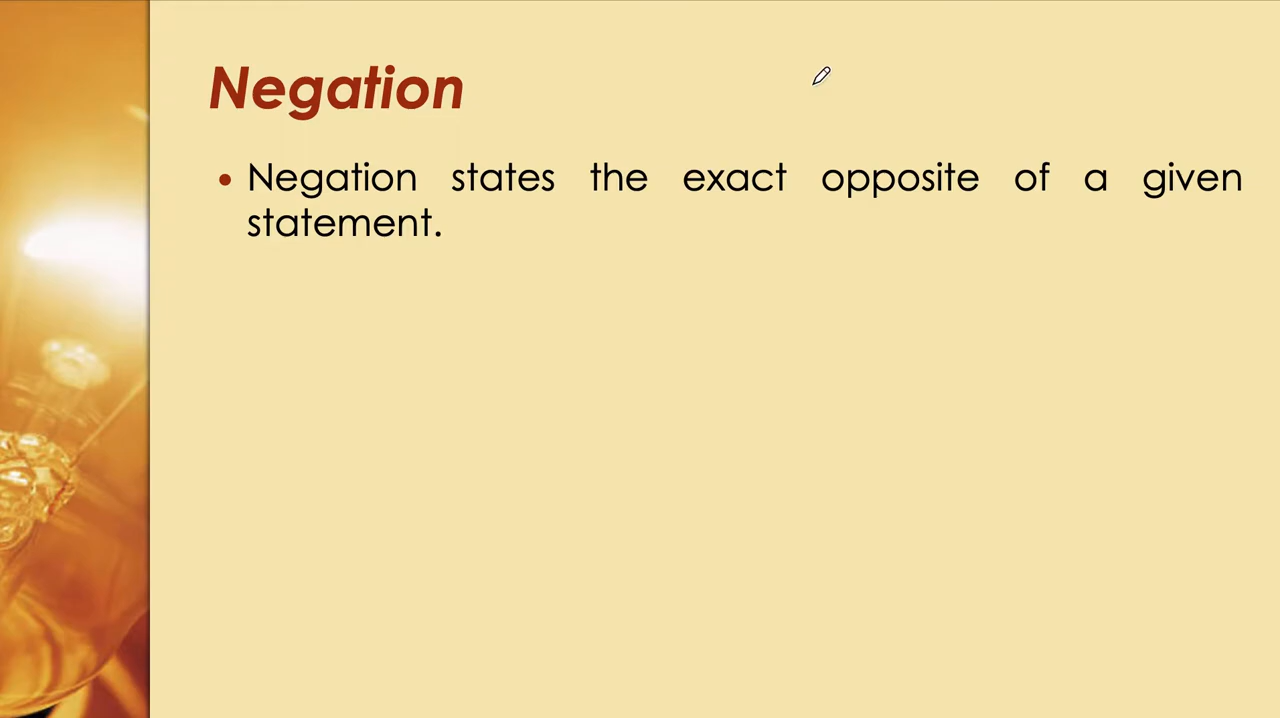 Negation
• Negation states the exact opposite of a given
statement.